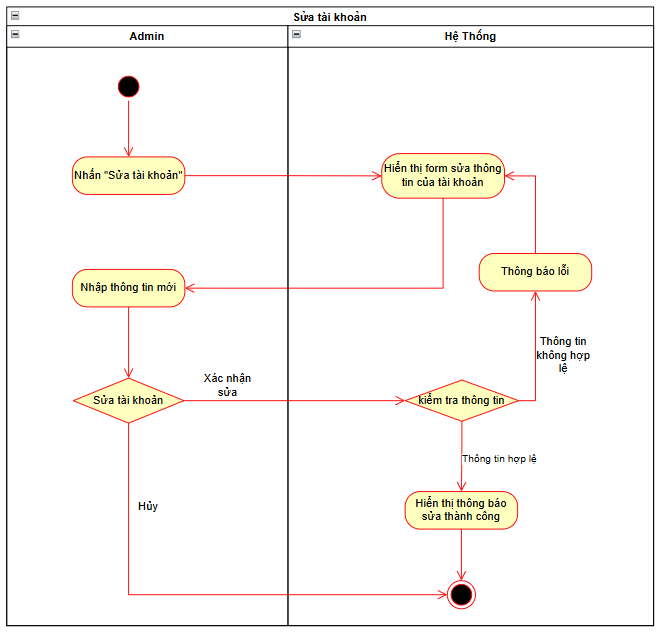 Sửa tài khoản
Admin
Hệ Thống
Nhấn "Sửa tài khoản"
Hiển thị form sửa thông
tin của tài khoản
Nhập thông tin mới
Thông báo lỗi
Thông tin
không hợp
lệ
Xác nhận
sửa
Sửa tài khoản
kiểm tra thông tin
Thông tin hợp lệ
Hủy
Hiển thị thông báo
sửa thành công